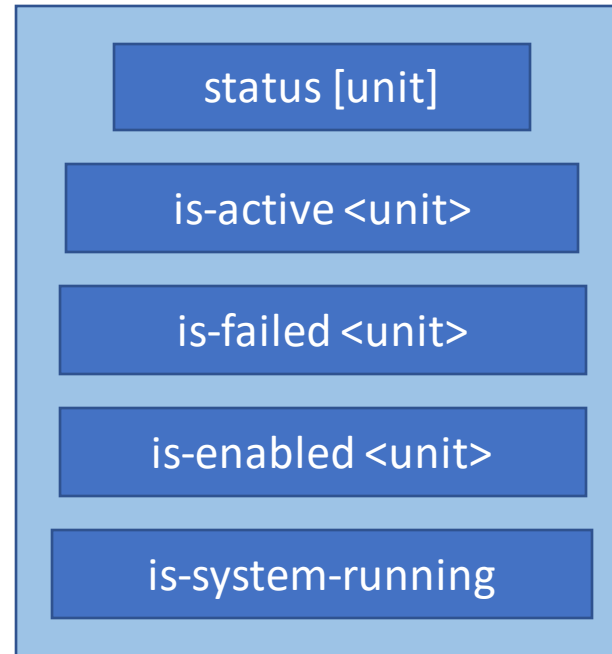 status [unit]
is-active <unit>
is-failed <unit>
is-enabled <unit>
is-system-running